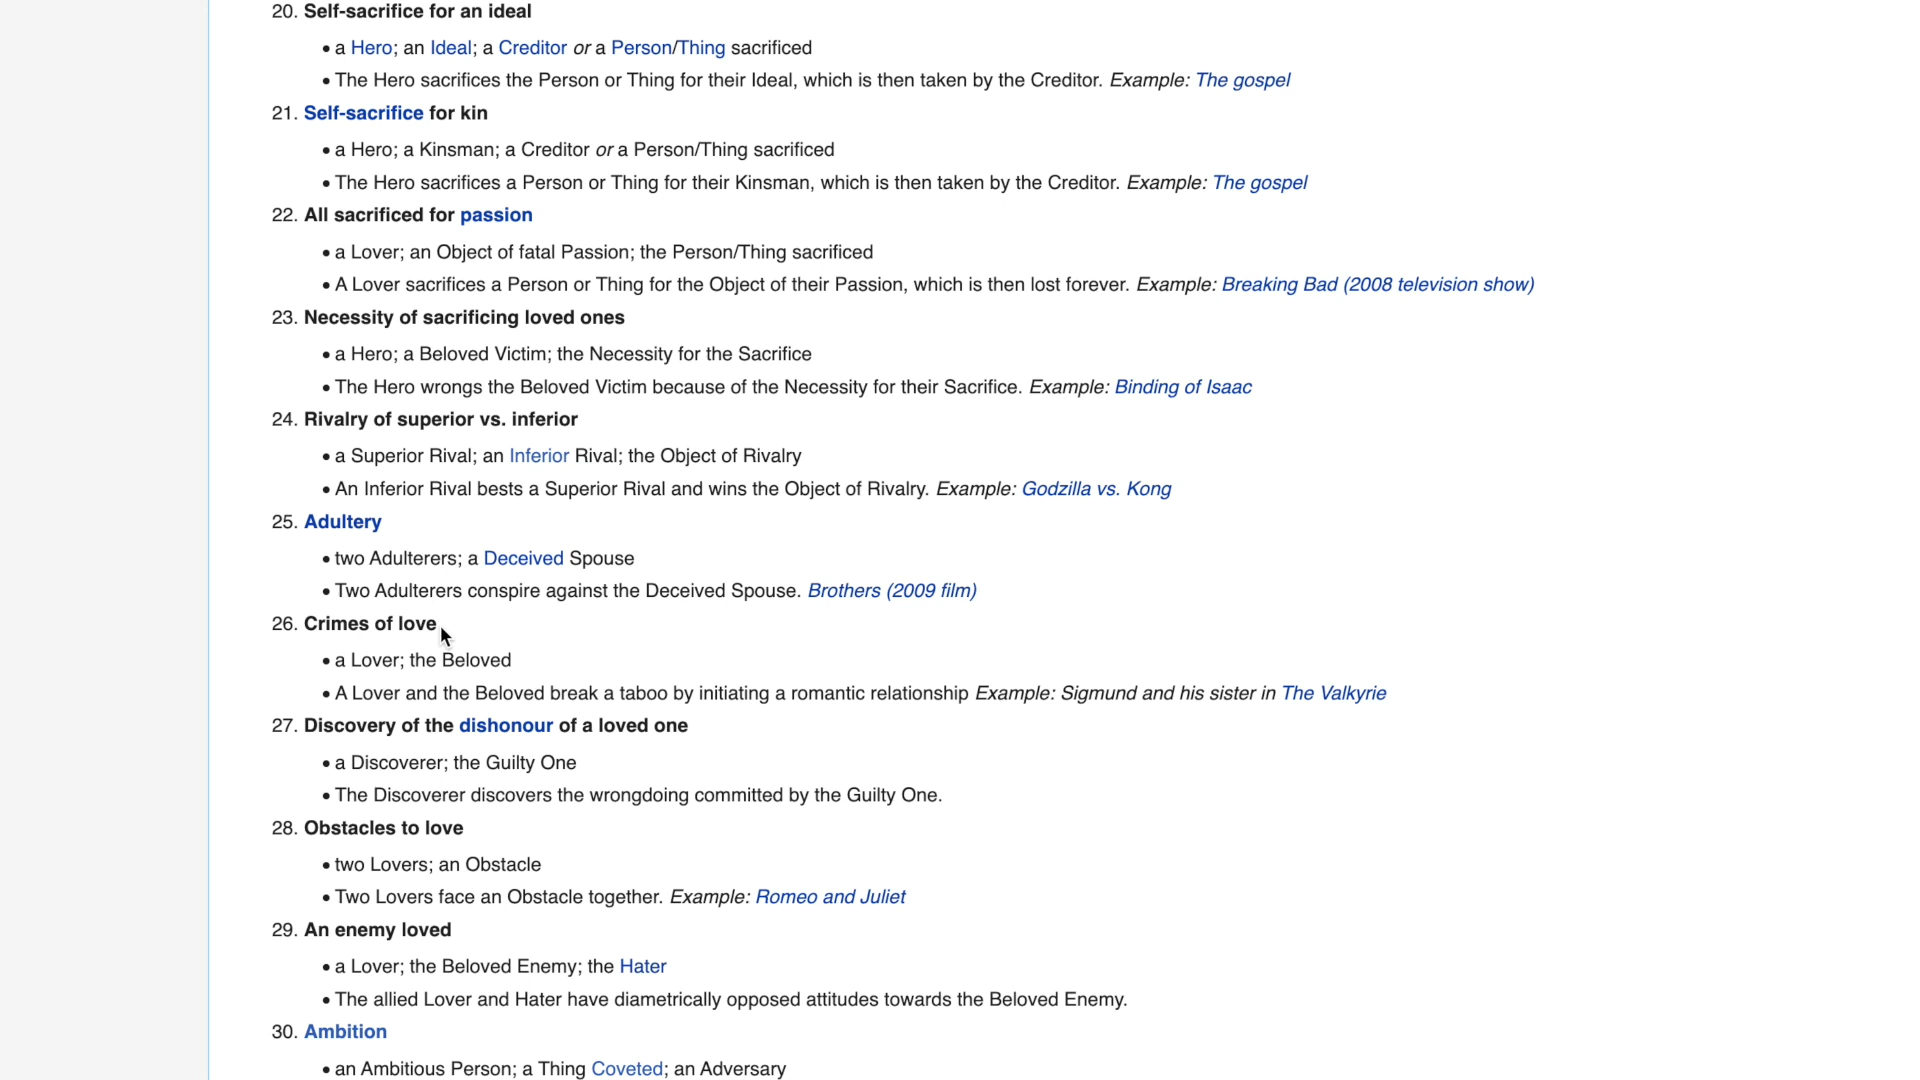 20. Self-sacrifice for an ideal
• a Hero; an Ideal; a Creditor or a Person/Thing sacrificed
• The Hero sacrifices the Person or Thing for their Ideal, which is then taken by the Creditor. Example: The gospel
21. Self-sacrifice for kin
• a Hero; a Kinsman; a Creditor or a Person/Thing sacrificed
• The Hero sacrifices a Person or Thing for their Kinsman, which is then taken by the Creditor. Example: The gospel
22. All sacrificed for passion
• a Lover; an Object of fatal Passion; the Person/Thing sacrificed
• A Lover sacrifices a Person or Thing for the Object of their Passion, which is then lost forever. Example: Breaking Bad (2008 television show)
23. Necessity of sacrificing loved ones
• a Hero; a Beloved Victim; the Necessity for the Sacrifice
• The Hero wrongs the Beloved Victim because of the Necessity for their Sacrifice. Example: Binding of Isaac
24. Rivalry of superior vs. inferior
• a Superior Rival; an Inferior Rival; the Object of Rivalry
• An Inferior Rival bests a Superior Rival and wins the Object of Rivalry. Example: Godzilla vs. Kong
25. Adultery
• two Adulterers; a Deceived Spouse
• Two Adulterers conspire against the Deceived Spouse. Brothers (2009 film)
26. Crimes of love
• a Lover; the Beloved
• A Lover and the Beloved break a taboo by initiating a romantic relationship Example: Sigmund and his sister in The Valkyrie
27. Discovery of the dishonour of a loved one
• a Discoverer; the Guilty One
• The Discoverer discovers the wrongdoing committed by the Guilty One.
28. Obstacles to love
• two Lovers; an Obstacle
• Two Lovers face an Obstacle together. Example: Romeo and Juliet
29. An enemy loved
• a Lover; the Beloved Enemy; the Hater
• The allied Lover and Hater have diametrically opposed attitudes towards the Beloved Enemy.
30. Ambition
• an Ambitious Person; a Thing Coveted; an Adversary